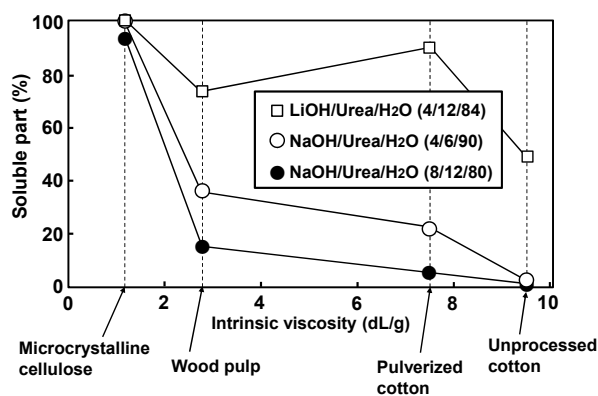 100
80
60
40
20
0
Soluble part (%)
LiOH/Urea/H2O (4/12/84)
NaOH/Urea/H2O (4/6/90)
NaOH/Urea/H2O (8/12/80)
0 2 4 6 8 10
Intrinsic viscosity (dL/g)
Microcrystalline
cellulose
Wood pulp
Pulverized
cotton
Unprocessed
cotton